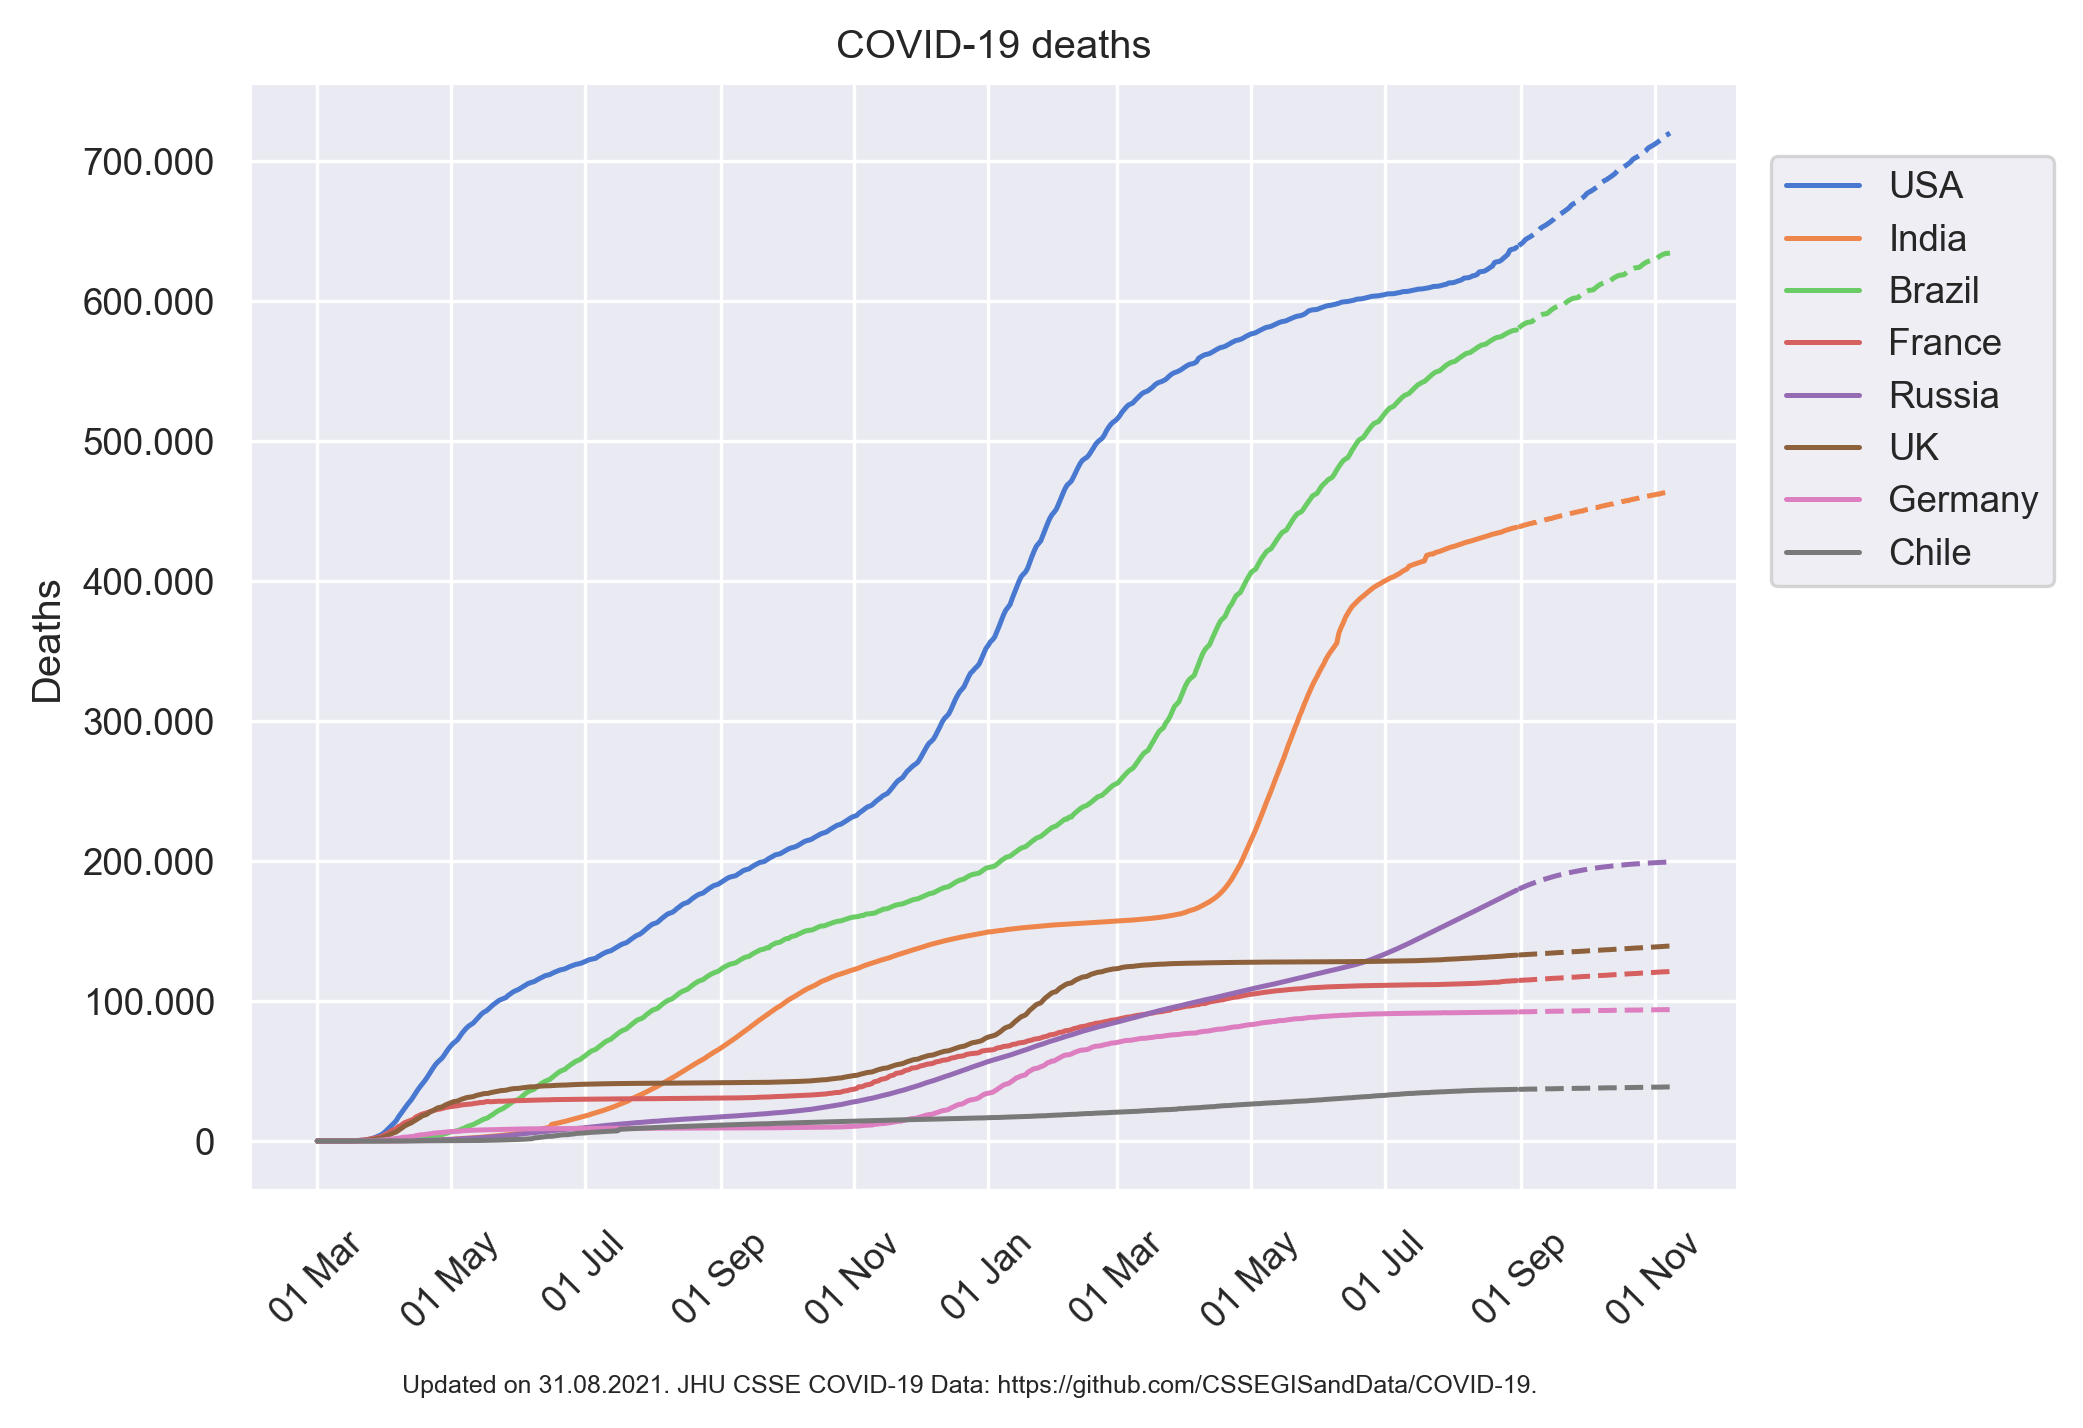 COVID-19 deaths
700.000
600.000
500.000
400.000
300.000
200.000
100.000
0
Deaths
01 Mar
01 May
01 Jul
01 Sep
01 Nov
01 Jan
01 Mar
01 May
01 Jul
01 Sep
01 Nov
USA
India
Brazil
France
Russia
UK
Germany
Chile
Updated on 31.08.2021. JHU CSSE COVID-19 Data: https://github.com/CSSEGISandData/COVID-19.